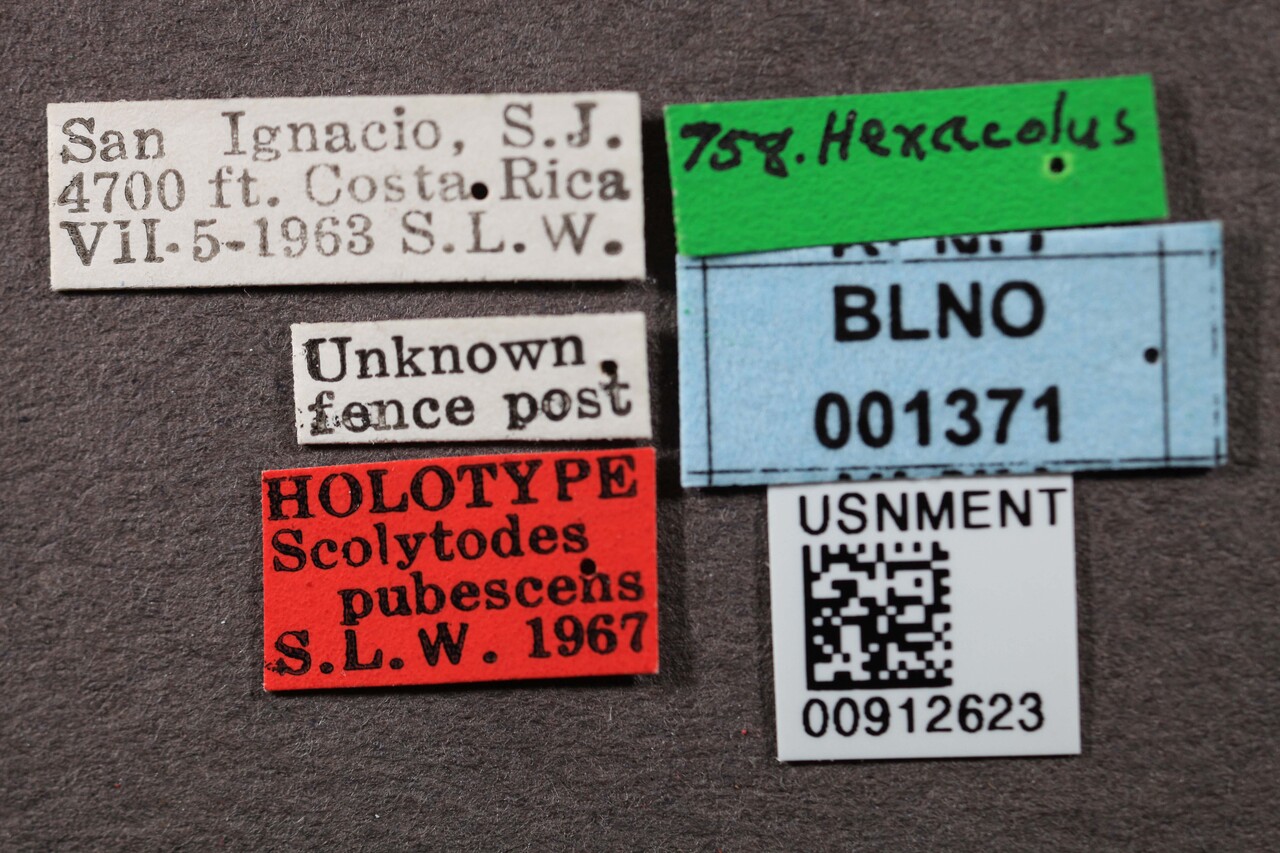 San Ignacio, S.J.
4700 ft. Costa Rica
VII.5-1963 S.L.W.
Unknown
fence post
HOLOTYPE
Scolytodes
pubescens
S.L.W. 1967
Hexacolus
BLNO
001371
USNMENT
00912623